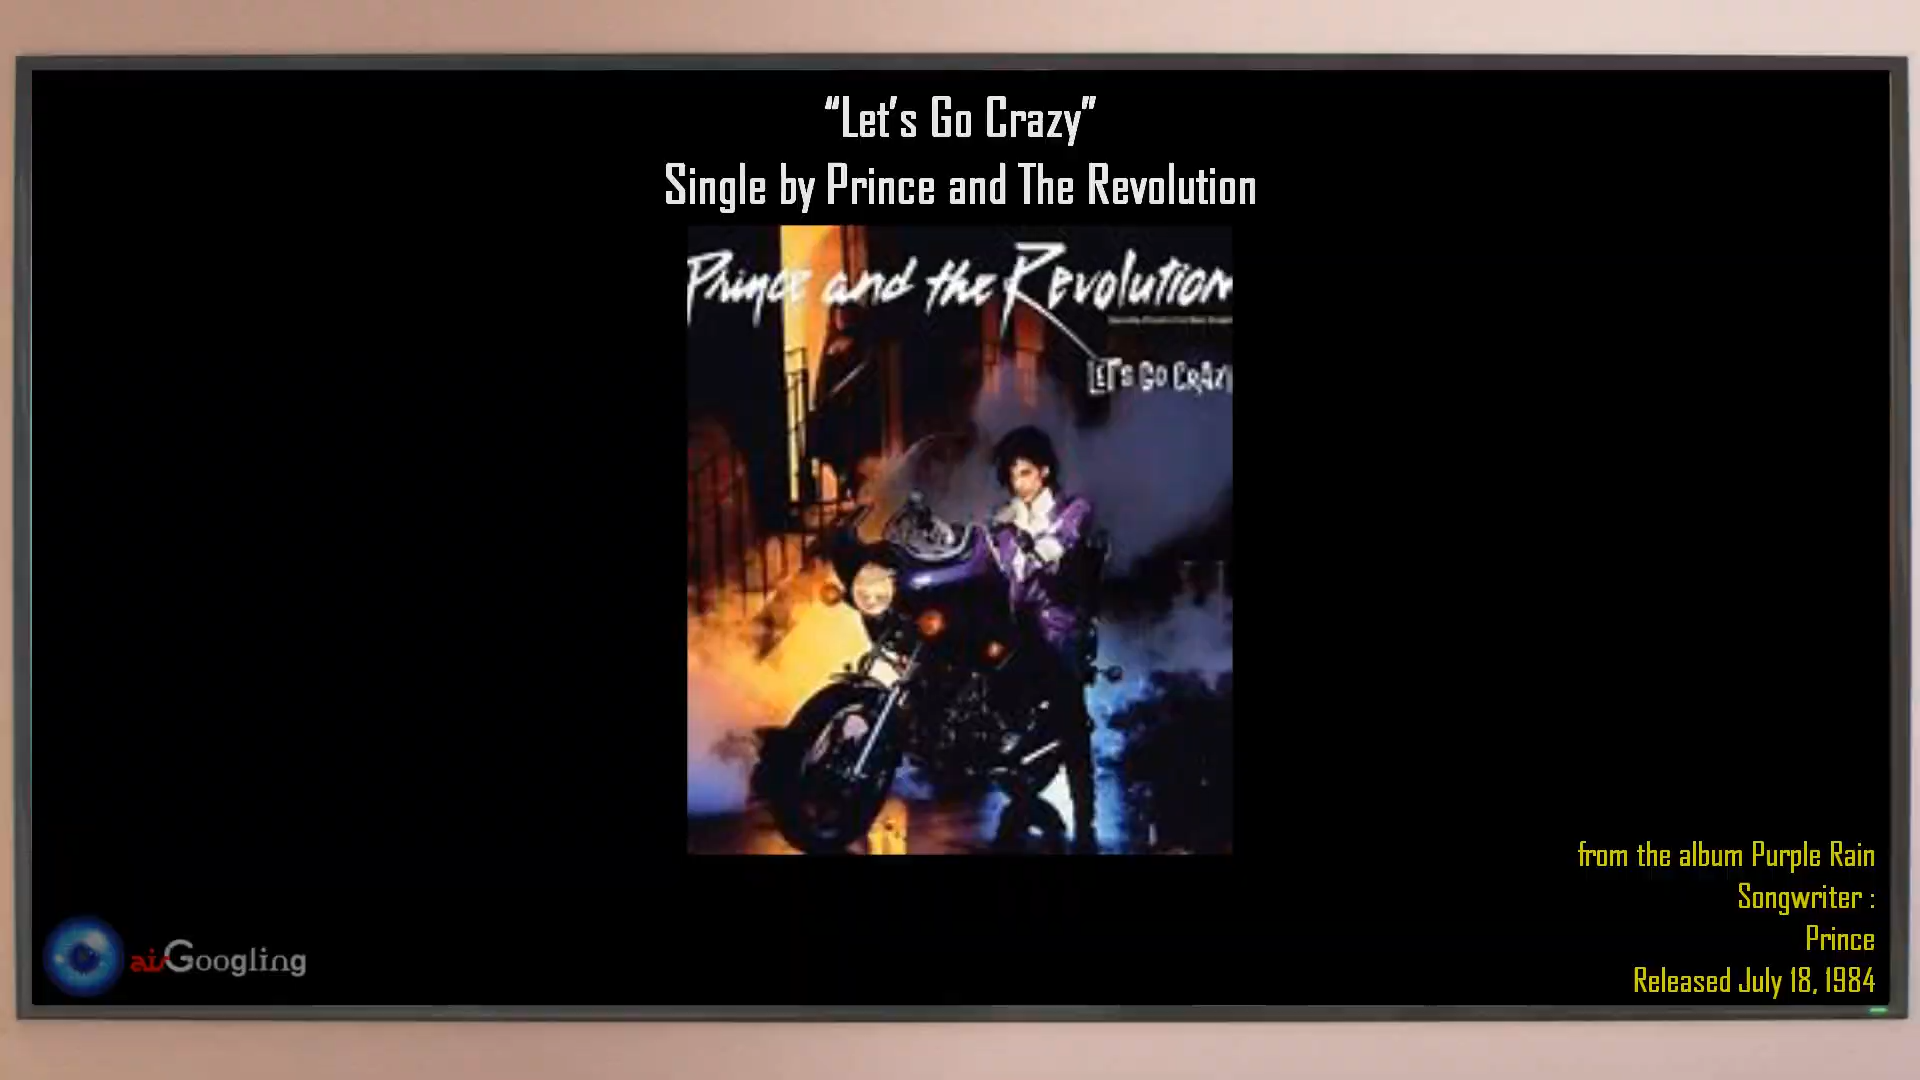 “Let’s Go Crazy”
Single by Prince and The Revolution
Prince and the Revolution
LET'S GO CRAZY
from the album Purple Rain
Songwriter :
Prince
Released July 18, 1984
airGoogling